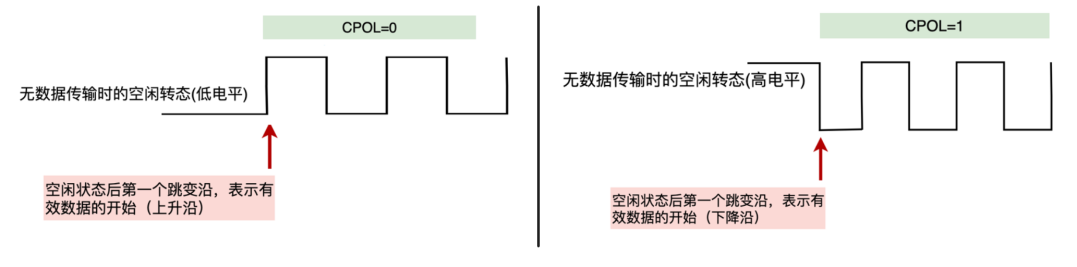 CPOL=0
无数据传输时的空闲转态(低电平)
空闲状态后第一个跳变沿，表示有
效数据的开始（上升沿）
CPOL=1
无数据传输时的空闲转态(高电平)
空闲状态后第一个跳变沿，表示有
效数据的开始（下降沿）